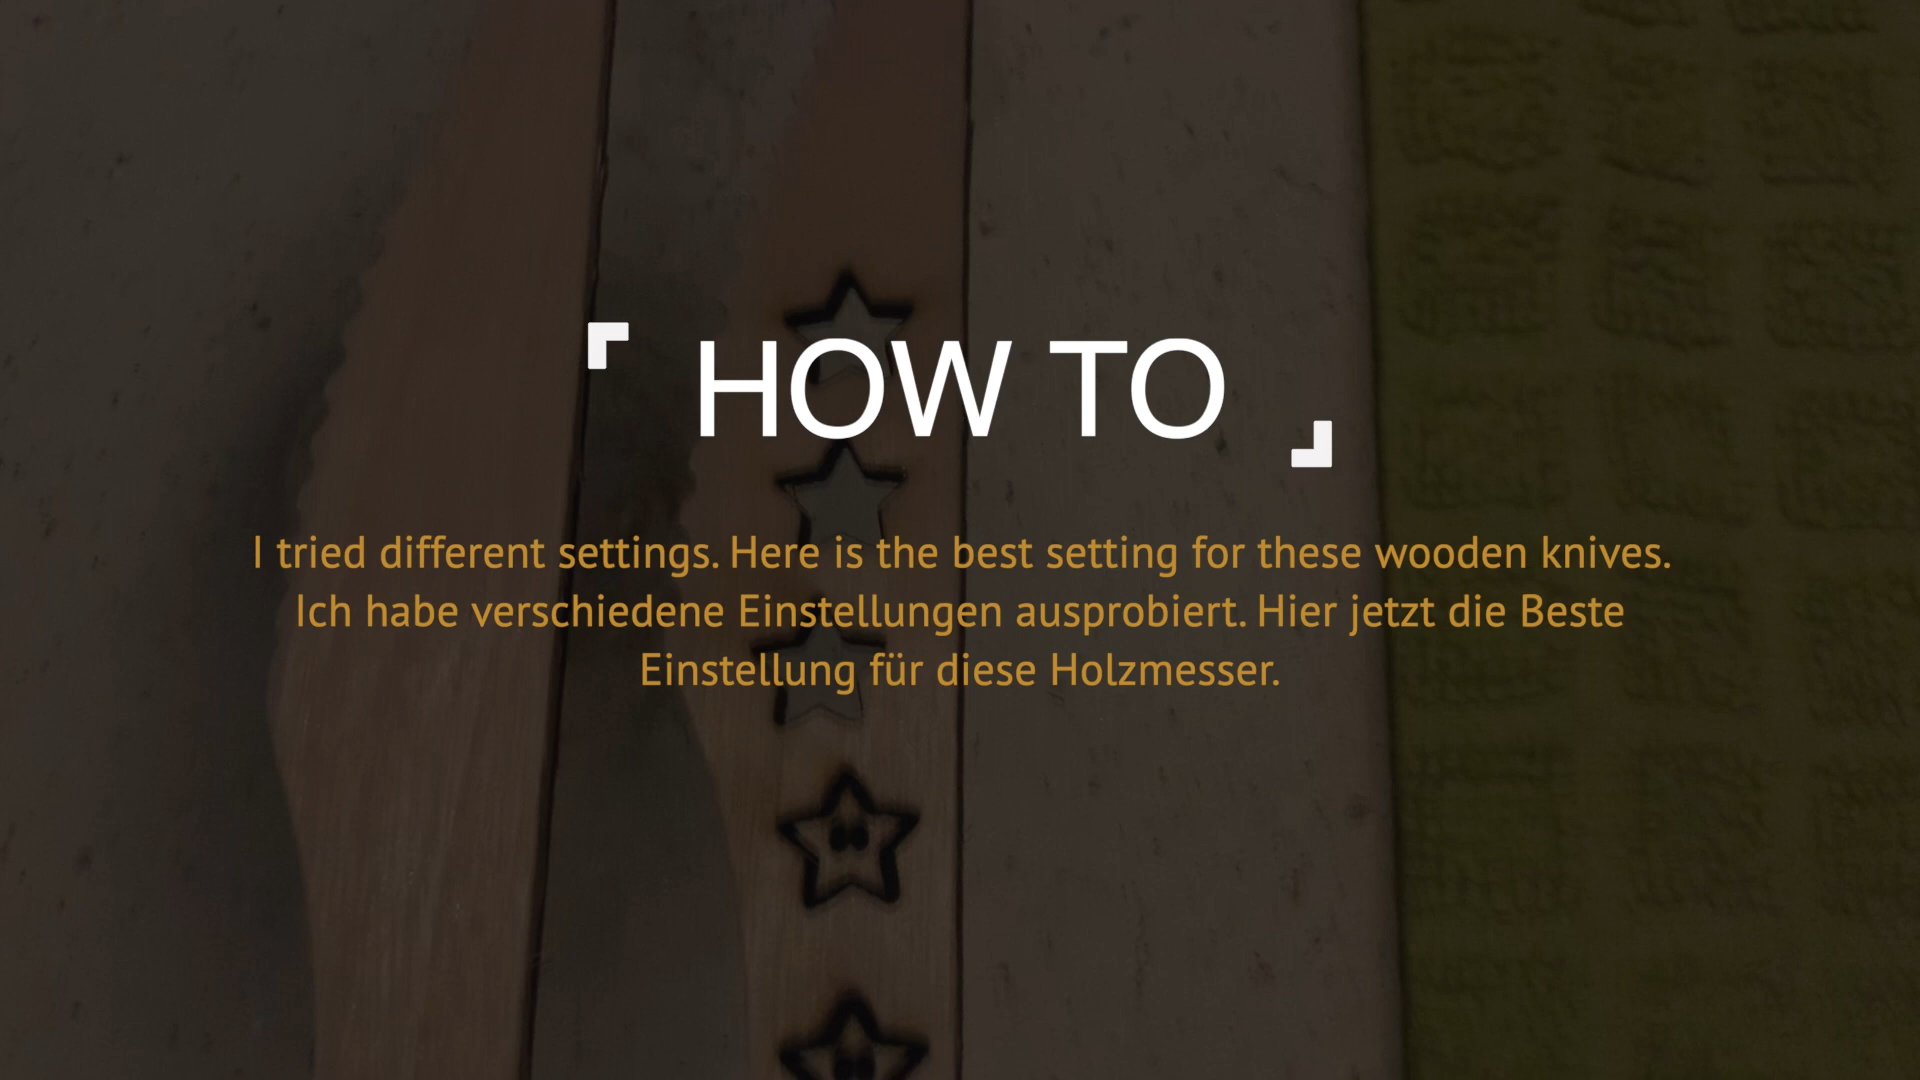 HOW TO
I tried different settings. Here is the best setting for these wooden knives.
Ich habe verschiedene Einstellungen ausprobiert. Hier jetzt die Beste
Einstellung für diese Holzmesser.